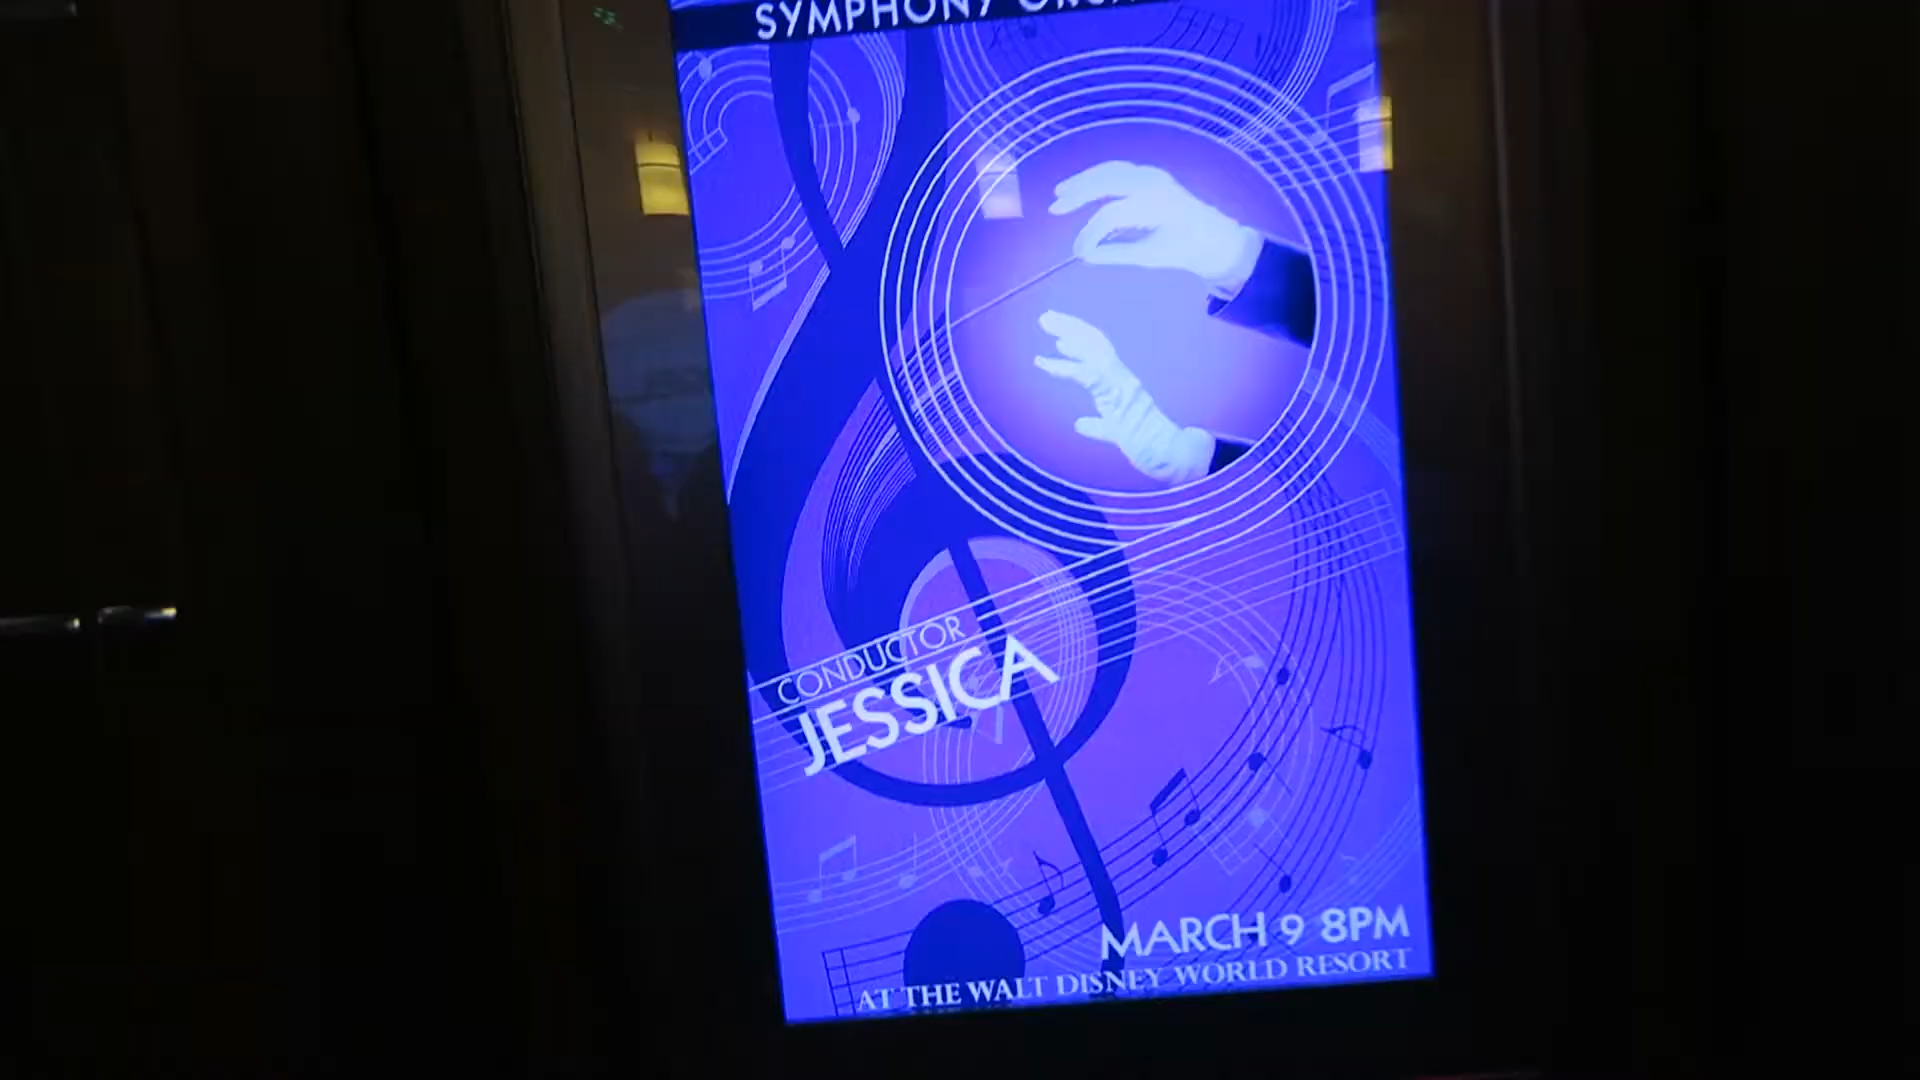 SYMPHONY
CONDUCTOR
JESSICA
MARCH 9 8PM
AT THE WALT DISNEY WORLD RESORT